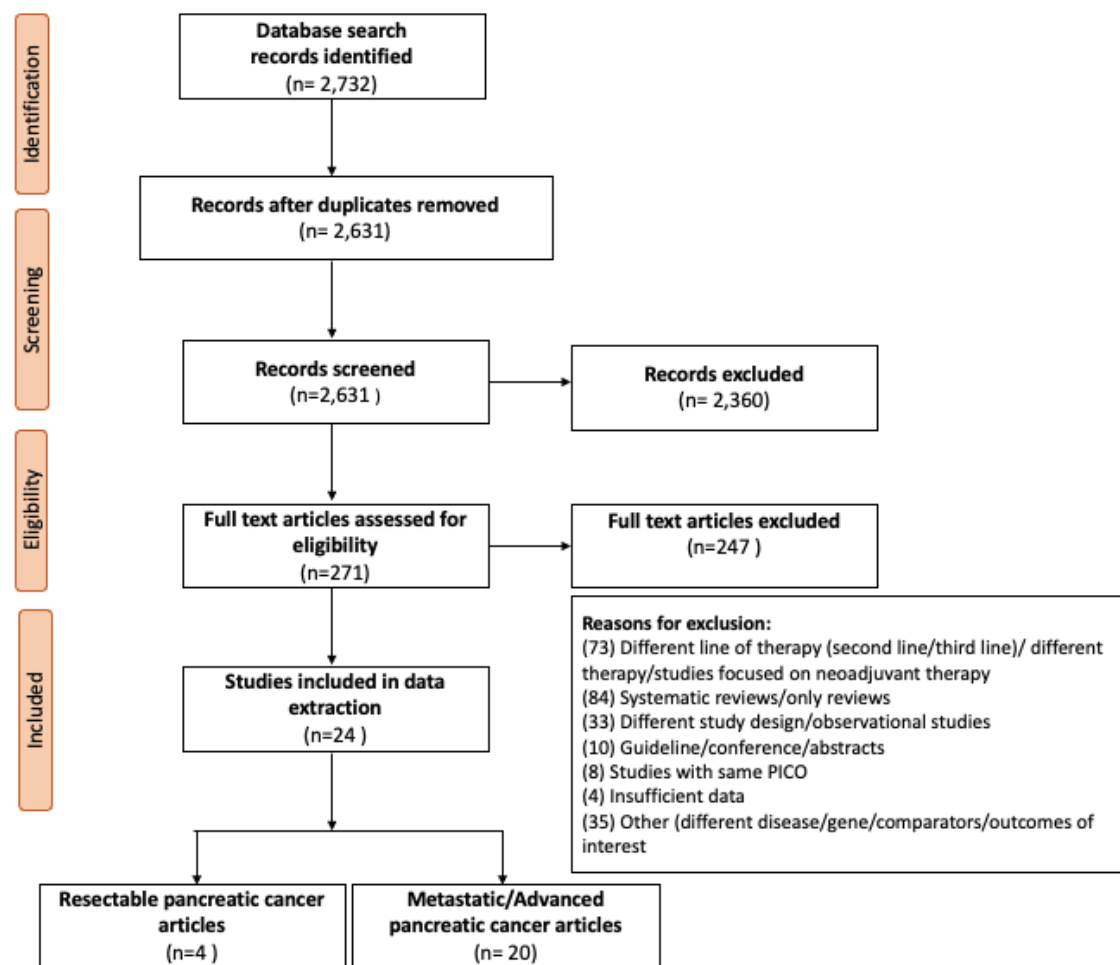 Identification
Database search
records identified
(n= 2,732)
Records after duplicates removed
(n= 2,631)
Screening
Records screened
(n=2,631 )
Records excluded
(n= 2,360)
Eligibility
Full text articles assessed for
eligibility
(n=271)
Full text articles excluded
(n=247 )
Reasons for exclusion:
(73) Different line of therapy (second line/third line)/ different
therapy/studies focused on neoadjuvant therapy
(84) Systematic reviews/only reviews
(33) Different study design/observational studies
(10) Guideline/conference/abstracts
(8) Studies with same PICO
(4) Insufficient data
(35) Other (different disease/gene/comparators/outcomes of
interest
Included
Studies included in data
extraction
(n=24 )
Resectable pancreatic cancer
articles
(n=4 )
Metastatic/Advanced
pancreatic cancer articles
(n= 20)